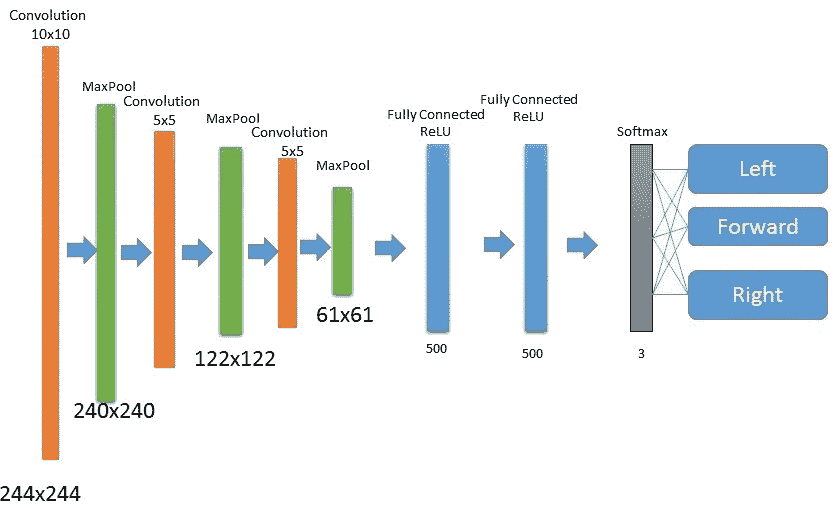 Convolution
10x10
MaxPool
Convolution
5x5
MaxPool
Convolution
5x5
MaxPool
Fully Connected
ReLU
Fully Connected
ReLU
Softmax
Left
Forward
Right
61x61
122x122
240x240
244x244
500
500
3